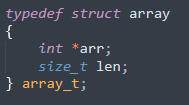 typedef struct array
{
    int *arr;
    size_t len;
} array_t;